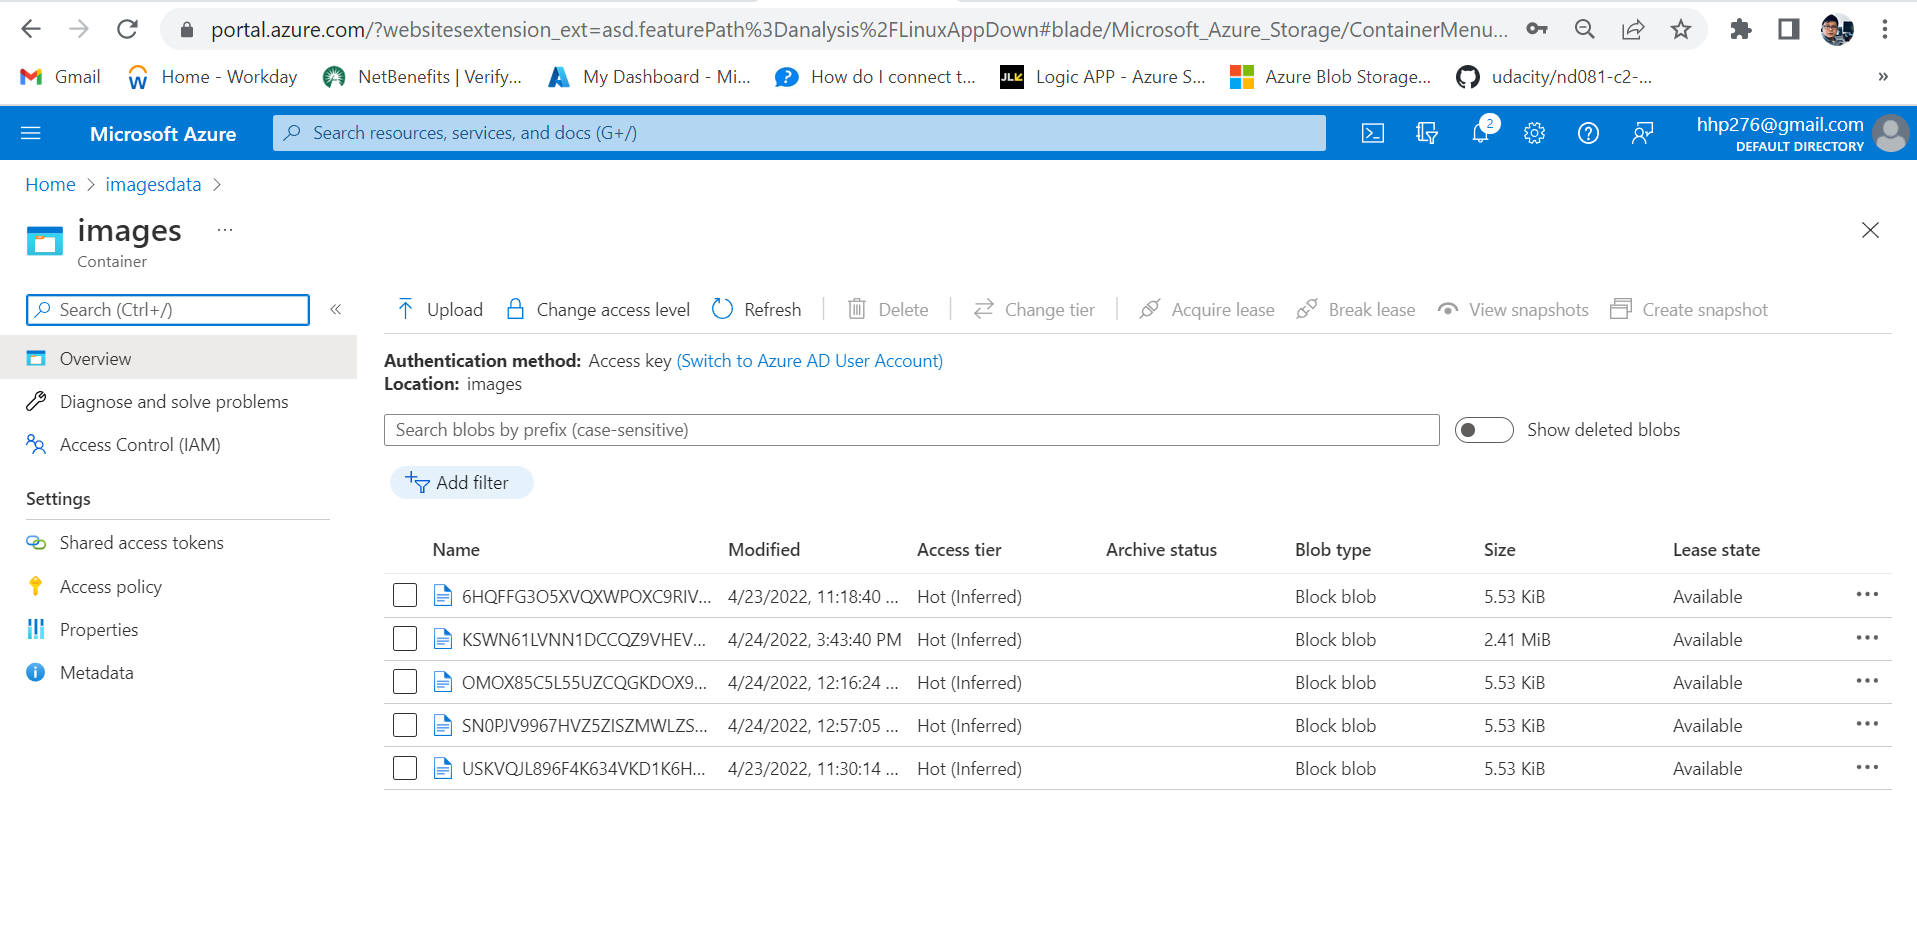 portal.azure.com/?websitesextension_ext=asd.featurePath%3Danalysis%2FLinuxAppDown#blade/Microsoft_Azure_Storage/ContainerMenu...
Gmail Home - Workday NetBenefits | Verify... My Dashboard - Mi... How do I connect t... JL Logic APP - Azure S... Azure Blob Storage... udacity/nd081-c2-... »
Microsoft Azure Search resources, services, and docs (G+/) 2 hhp276@gmail.com
DEFAULT DIRECTORY
Home > imagesdata >
images ...
Container
Search (Ctrl+/) «
Upload Change access level Refresh Delete Change tier Acquire lease Break lease View snapshots Create snapshot
Overview
Diagnose and solve problems
Access Control (IAM)
Settings
Shared access tokens
Access policy
Properties
Metadata
Authentication method: Access key (Switch to Azure AD User Account)
Location: images
Search blobs by prefix (case-sensitive) Show deleted blobs
Add filter
Name Modified Access tier Archive status Blob type Size Lease state
6HQFFG3O5XVQXWPOXC9RIV... 4/23/2022, 11:18:40 ... Hot (Inferred) Block blob 5.53 KiB Available ...
KSWN61LVNN1DCCQZ9VHEV... 4/24/2022, 3:43:40 PM Hot (Inferred) Block blob 2.41 MiB Available ...
OMOX85C5L55UZCQGKDOX9... 4/24/2022, 12:16:24 ... Hot (Inferred) Block blob 5.53 KiB Available ...
SN0PJV9967HVZ5ZISZMWLZS... 4/24/2022, 12:57:05 ... Hot (Inferred) Block blob 5.53 KiB Available ...
USKVQJL896F4K634VKD1K6H... 4/23/2022, 11:30:14 ... Hot (Inferred) Block blob 5.53 KiB Available ...